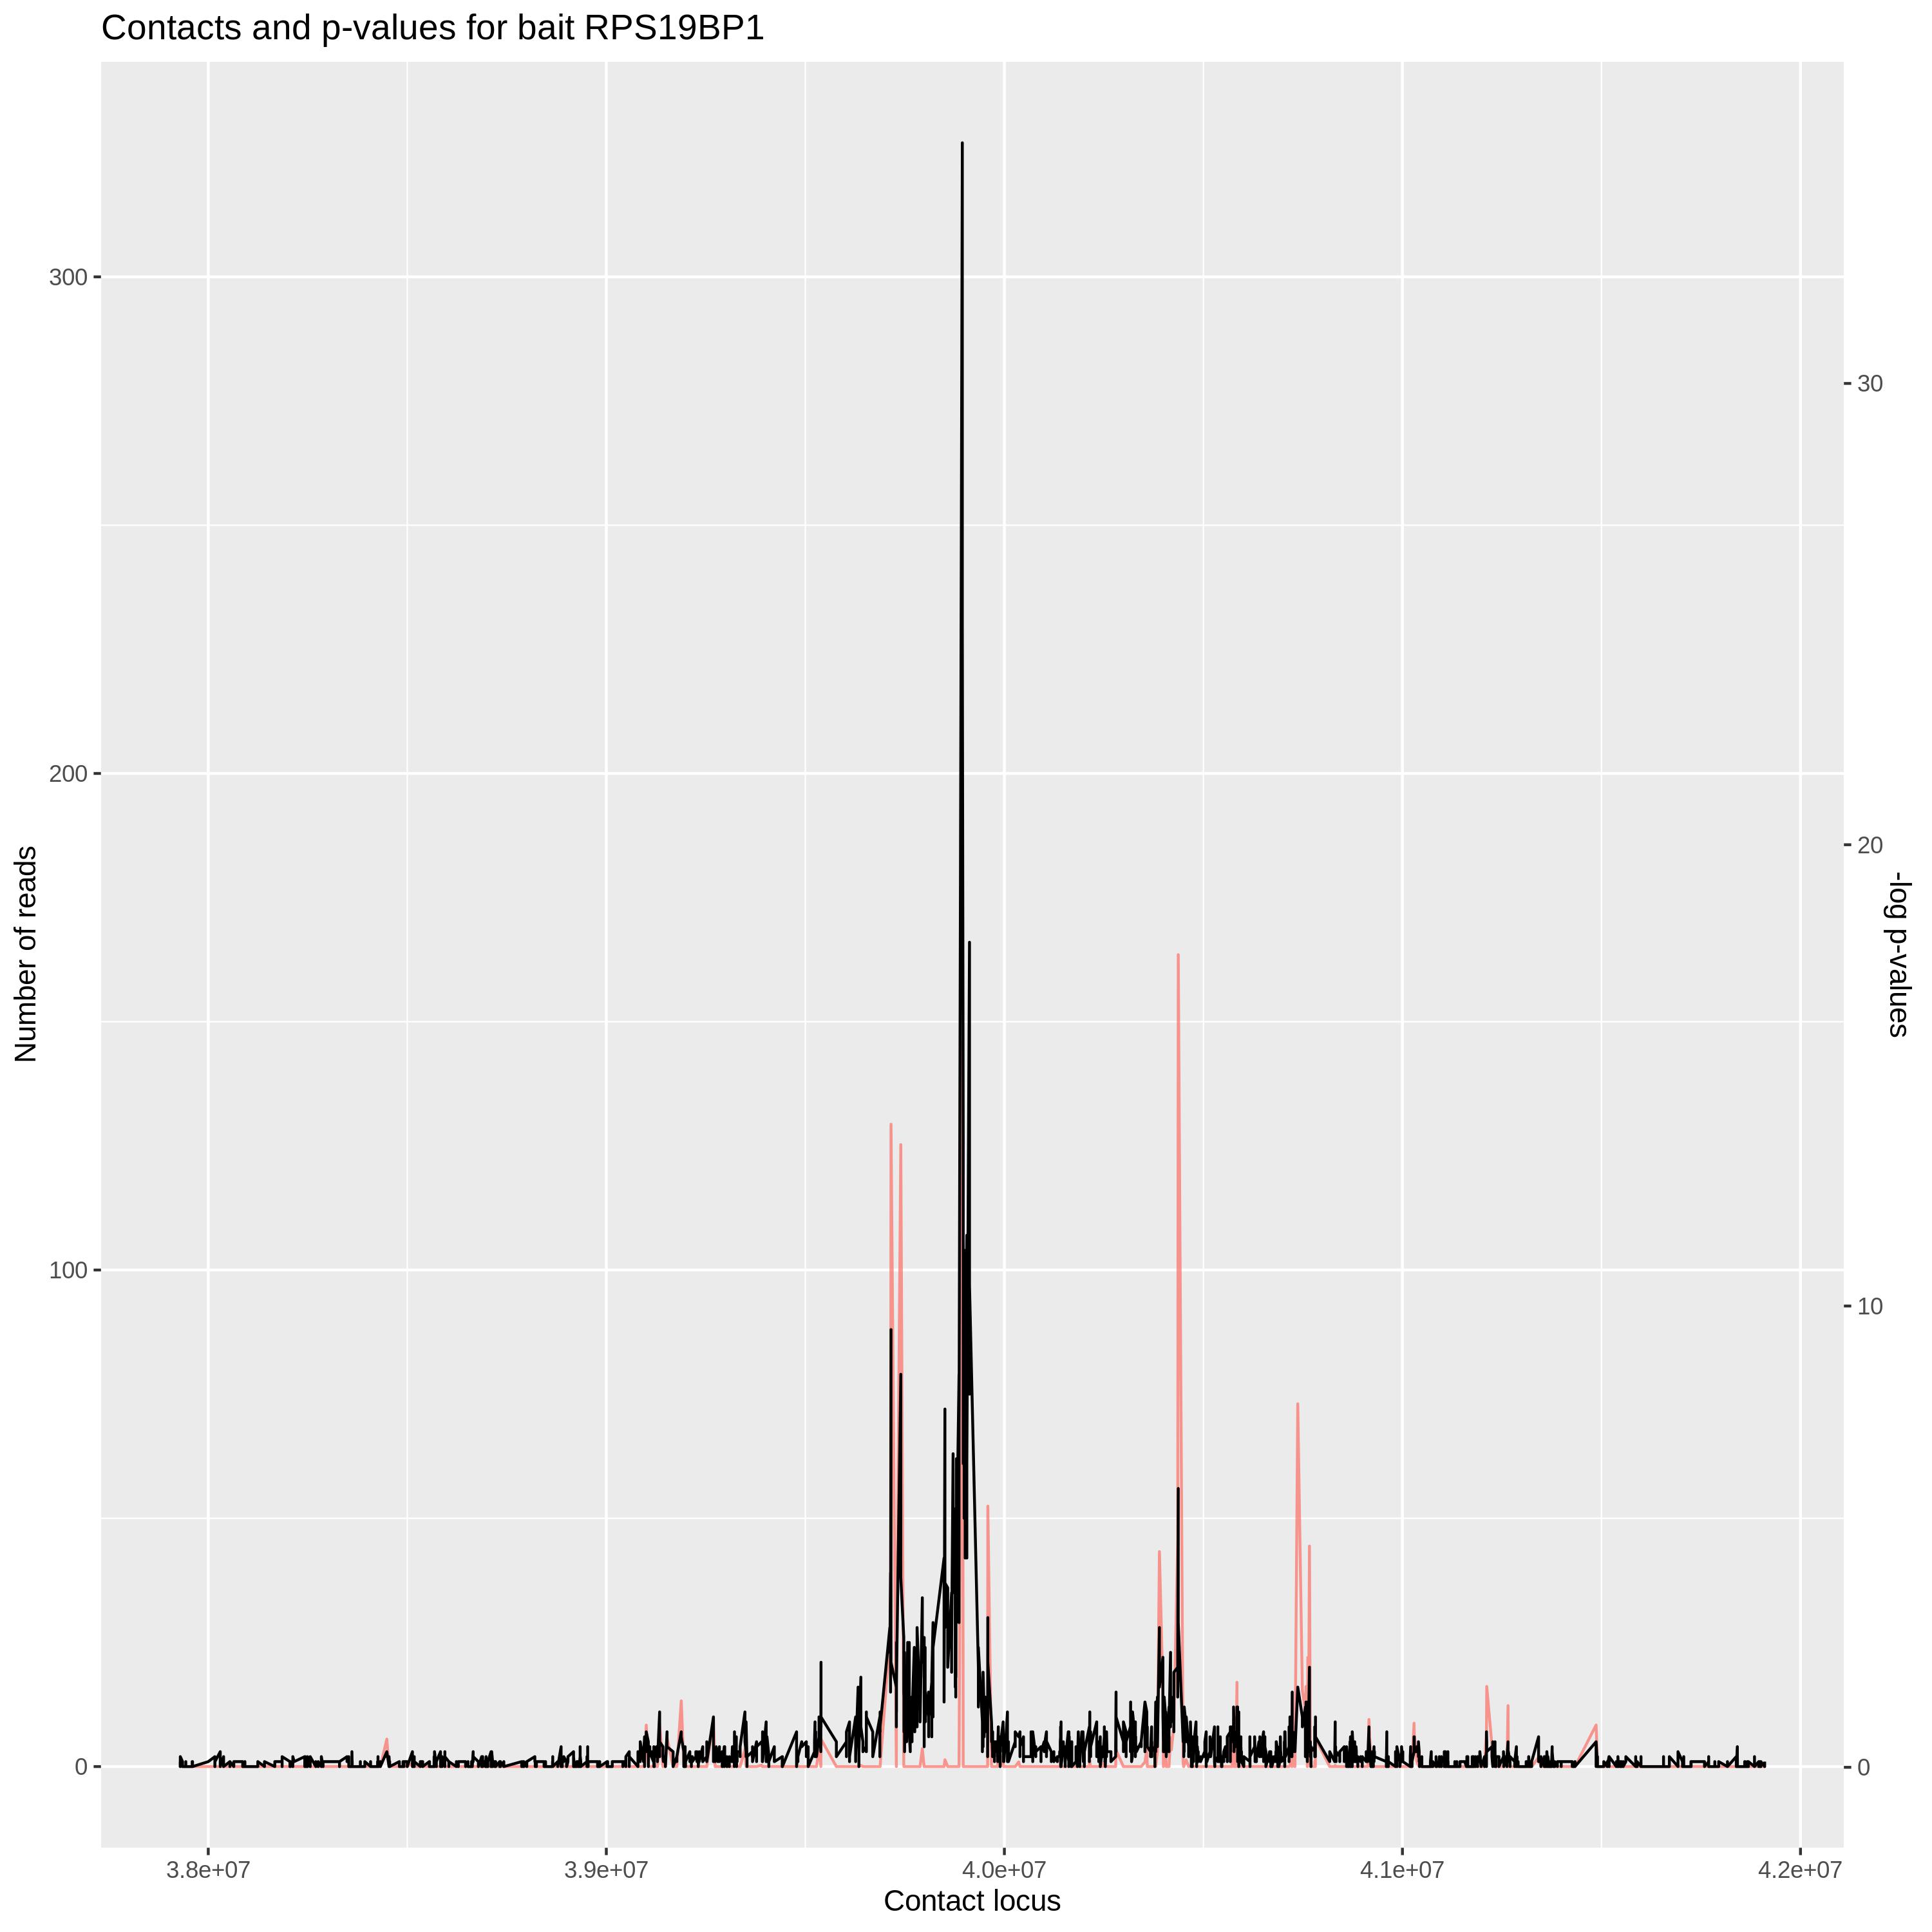 Contacts and p-values for bait RPS19BP1
300
200
100
0
Number of reads
30
20
10
0
-log p-values
3.8e+07
3.9e+07
4.0e+07
4.1e+07
4.2e+07
Contact locus